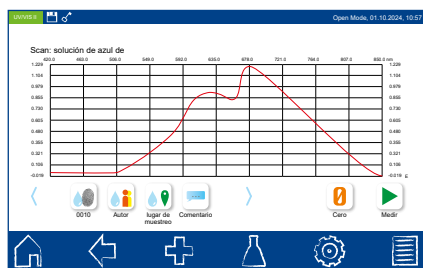 UV/VIS II
Open Mode, 01.10.2024, 10:57
Scan: solución de azul de
420.0 463.0 506.0 549.0 592.0 635.0 678.0 721.0 764.0 807.0 850.0 nm
1.229 1.229
1.104 1.104
0.979 0.979
0.855 0.855
0.730 0.730
0.605 0.605
0.480 0.480
0.355 0.355
0.321 0.321
0.106 0.106
-0.019 -0.019 E
0010 Autor lugar de muestreo Comentario Cero Medir